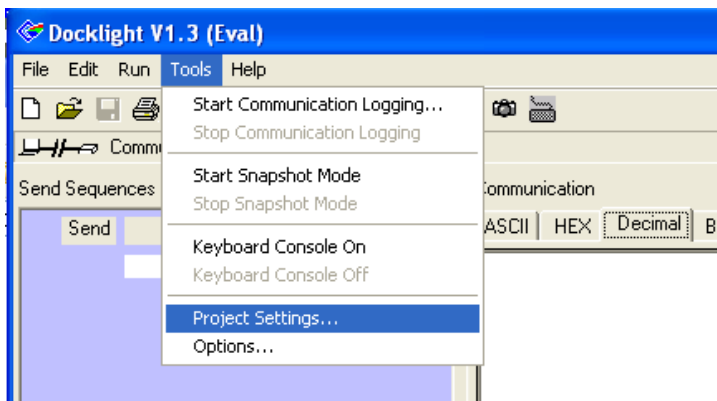 Docklight V1.3 (Eval)
File Edit Run Tools Help
Start Communication Logging...
Stop Communication Logging
Start Snapshot Mode
Stop Snapshot Mode
Keyboard Console On
Keyboard Console Off
Project Settings...
Options...
Send Sequences
Send
ASCII HEX Decimal B